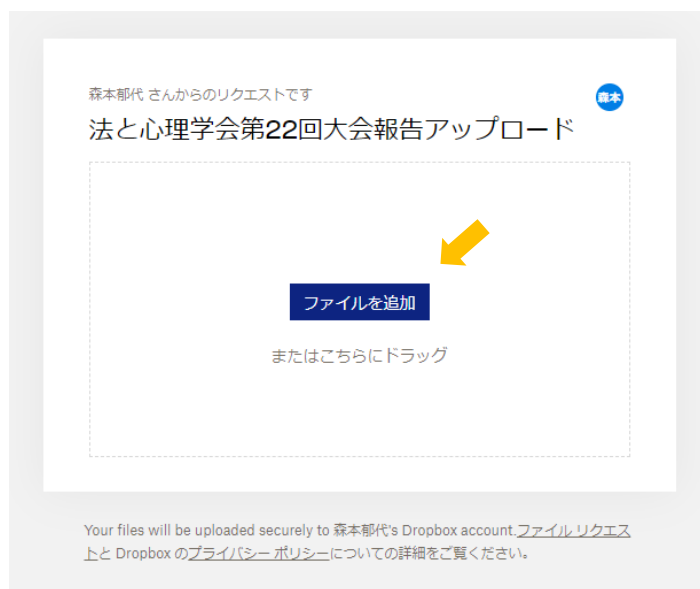 森本郁代 さんからのリクエストです
森本
法と心理学会第22回大会報告アップロード
ファイルを追加
またはこちらにドラッグ
Your files will be uploaded securely to 森本郁代's Dropbox account.ファイル リクエス
トと Dropbox のプライバシー ポリシーについての詳細をご覧ください。